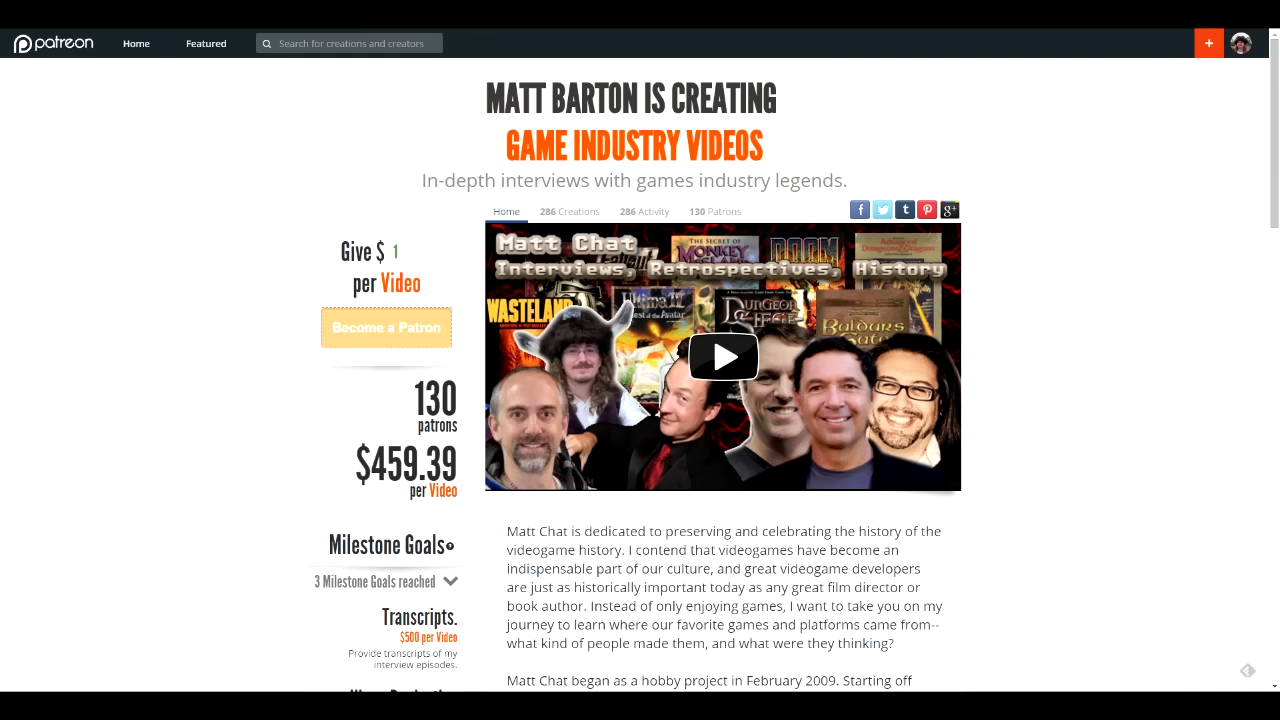 patreon Home Featured Search for creations and creators +
MATT BARTON IS CREATING
GAME INDUSTRY VIDEOS
In-depth interviews with games industry legends.
Home 286 Creations 286 Activity 130 Patrons
Give $ 1
per Video
Become a Patron
130
patrons
$459.39
per Video
Milestone Goals
3 Milestone Goals reached
Transcripts.
$500 per Video
Provide transcripts of my
interview episodes.
Matt Chat
Interviews, Retrospectives, History
THE SECRET OF
MONKEY
DOOM
Advanced
Dungeons & Dragons
WASTELAND
Ultima VI
DUNGEON
SIEGE
Baldurs
Gate
Matt Chat is dedicated to preserving and celebrating the history of the
videogame history. I contend that videogames have become an
indispensable part of our culture, and great videogame developers
are just as historically important today as any great film director or
book author. Instead of only enjoying games, I want to take you on my
journey to learn where our favorite games and platforms came from--
what kind of people made them, and what were they thinking?
Matt Chat began as a hobby project in February 2009. Starting off